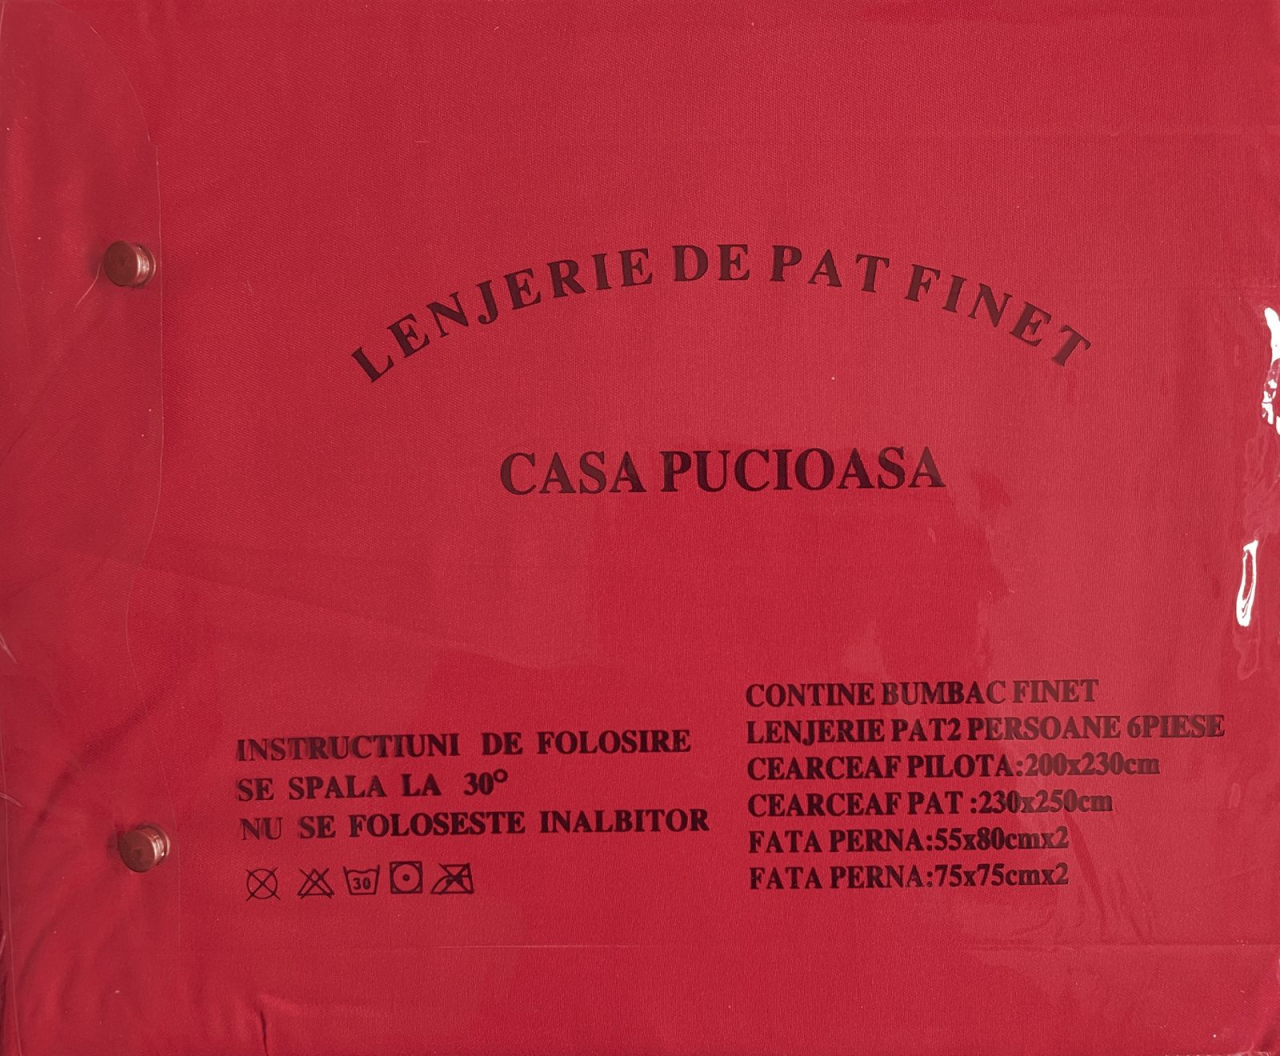 LENJERIE DE PAT FINET
CASA PUCIOASA
INSTRUCTIUNI DE FOLOSIRE
SE SPALA LA 30°
NU SE FOLOSESTE INALBITOR
30
CONTINE BUMBAC FINET
LENJERIE PAT2 PERSOANE 6PIESE
CEARCEAF PILOTA:200x230cm
CEARCEAF PAT :230x250cm
FATA PERNA:55x80cmx2
FATA PERNA:75x75cmx2